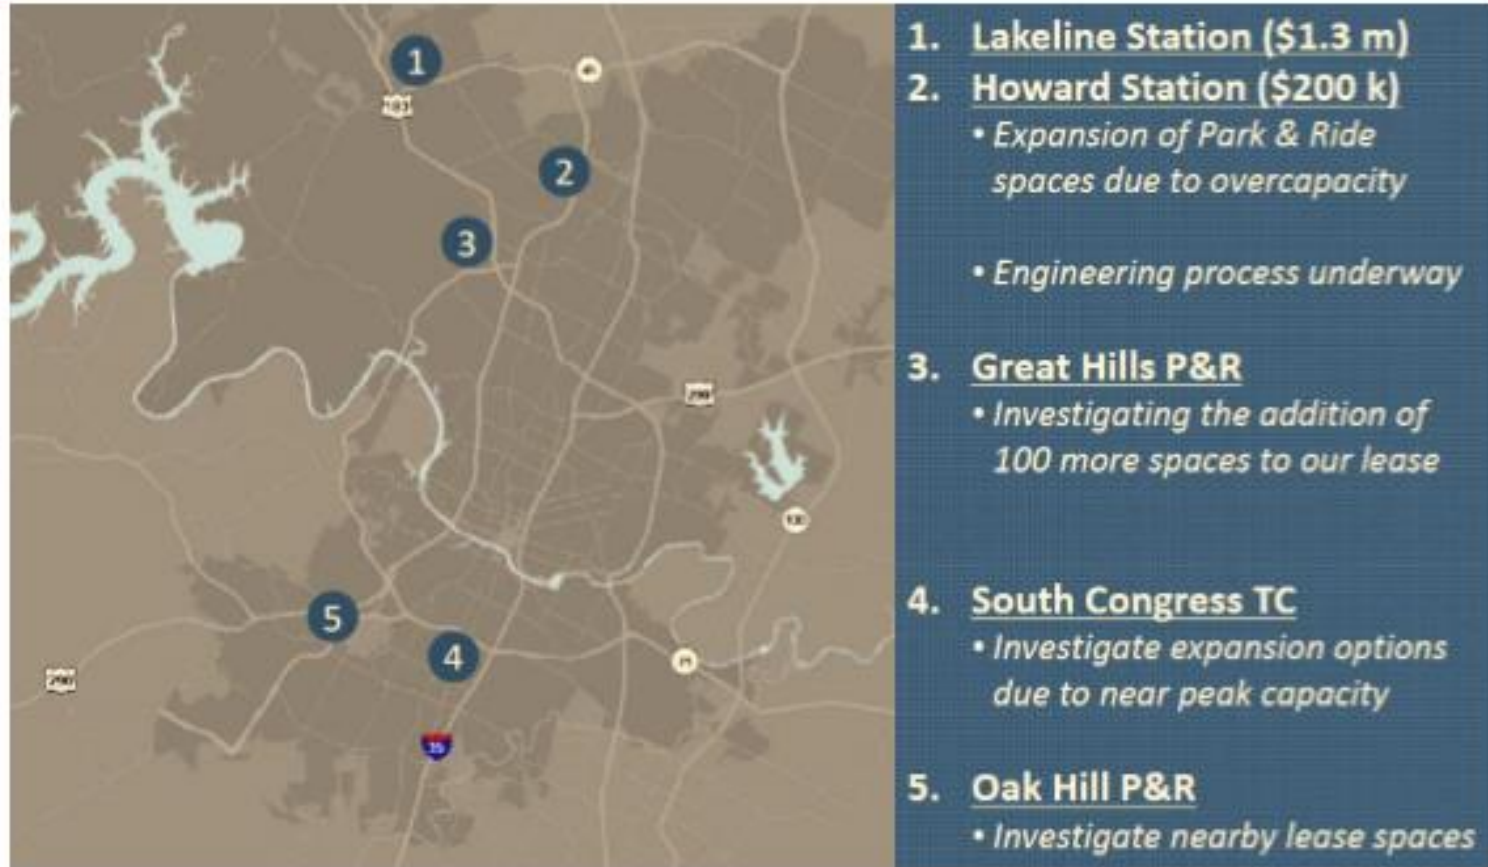 1
2
3
4
5
290
35
1. Lakeline Station ($1.3 m)
2. Howard Station ($200 k)
• Expansion of Park & Ride
spaces due to overcapacity
• Engineering process underway
3. Great Hills P&R
• Investigating the addition of
100 more spaces to our lease
4. South Congress TC
• Investigate expansion options
due to near peak capacity
5. Oak Hill P&R
• Investigate nearby lease spaces